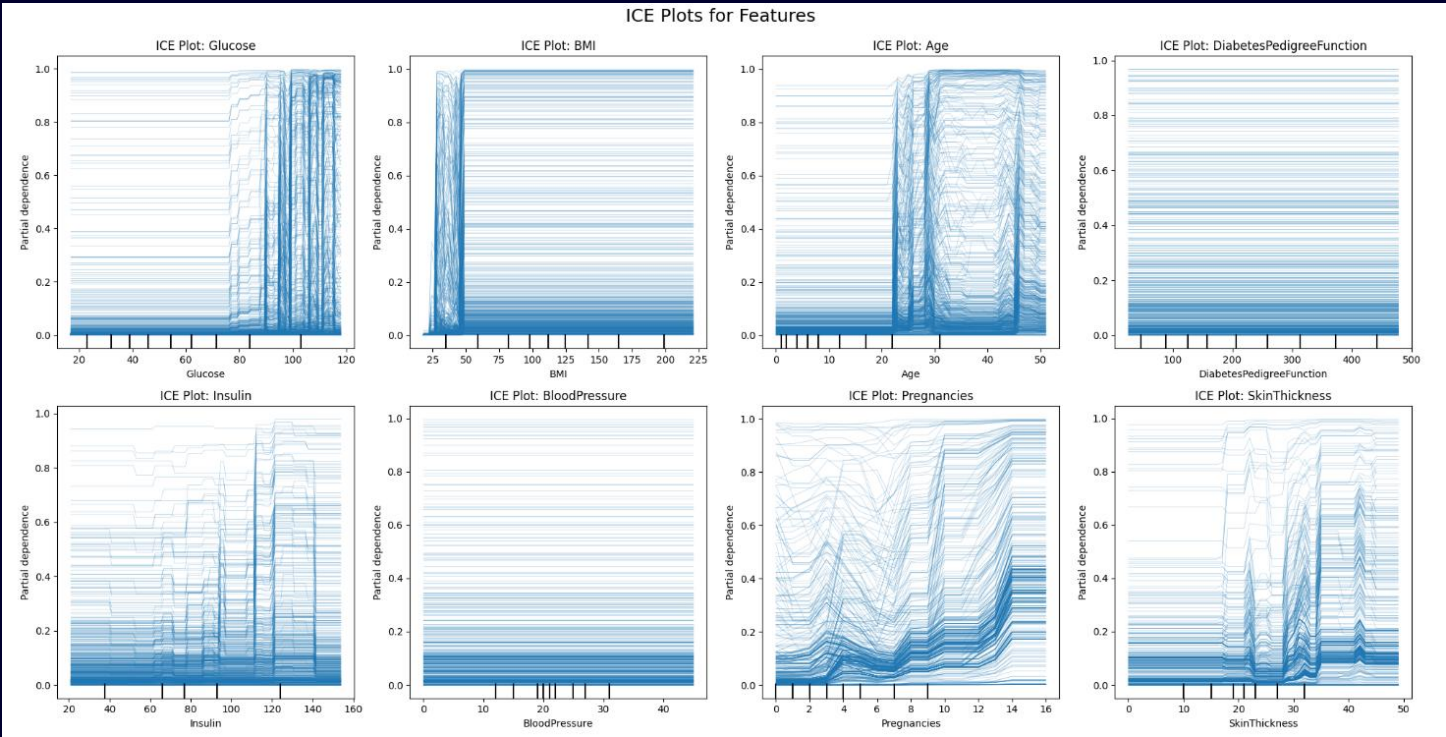 ICE Plots for Features
ICE Plot: Glucose
ICE Plot: BMI
ICE Plot: Age
ICE Plot: DiabetesPedigreeFunction
1.0
0.8
0.6
0.4
0.2
0.0
Partial dependence
20 40 60 80 100 120
Glucose
1.0
0.8
0.6
0.4
0.2
0.0
Partial dependence
25 50 75 100 125 150 175 200 225
BMI
1.0
0.8
0.6
0.4
0.2
0.0
Partial dependence
0 10 20 30 40 50
Age
1.0
0.8
0.6
0.4
0.2
0.0
Partial dependence
100 200 300 400 500
DiabetesPedigreeFunction
ICE Plot: Insulin
ICE Plot: BloodPressure
ICE Plot: Pregnancies
ICE Plot: SkinThickness
1.0
0.8
0.6
0.4
0.2
0.0
Partial dependence
20 40 60 80 100 120 140 160
Insulin
1.0
0.8
0.6
0.4
0.2
0.0
Partial dependence
0 10 20 30 40
BloodPressure
1.0
0.8
0.6
0.4
0.2
0.0
Partial dependence
0 2 4 6 8 10 12 14 16
Pregnancies
1.0
0.8
0.6
0.4
0.2
0.0
Partial dependence
0 10 20 30 40 50
SkinThickness